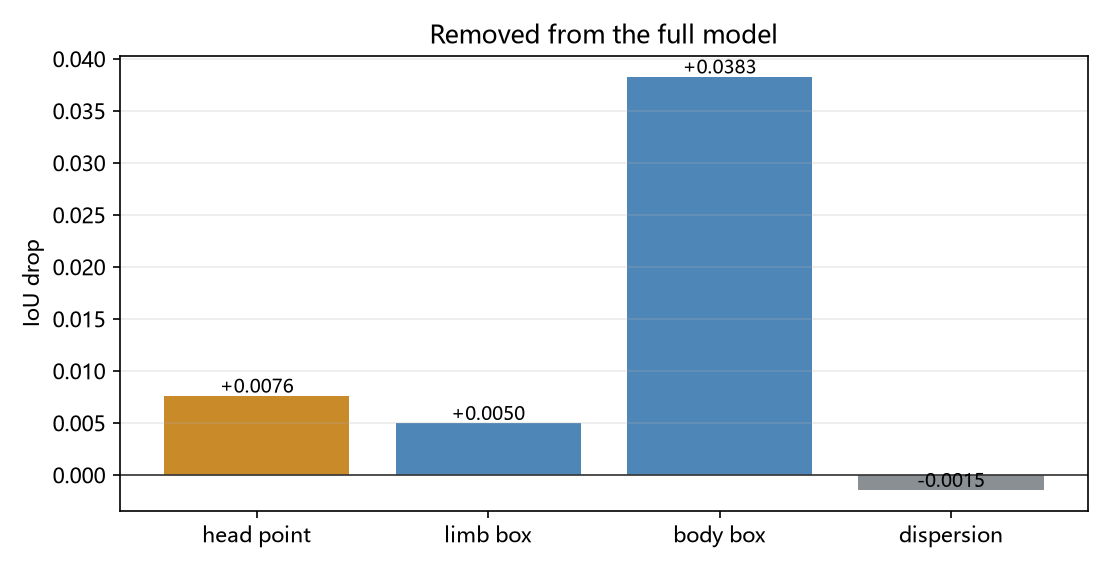 Removed from the full model
IoU drop
0.040
0.035
0.030
0.025
0.020
0.015
0.010
0.005
0.000
+0.0076
+0.0050
+0.0383
-0.0015
head point
limb box
body box
dispersion